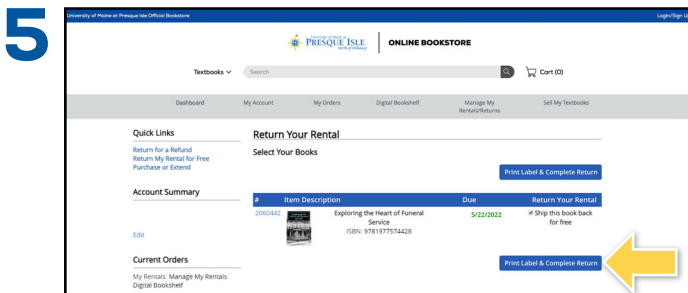 5
University of Maine at Presque Isle Official Bookstore
Login/Sign U
University of Maine at
PRESQUE ISLE
North of Ordinary
ONLINE BOOKSTORE
Textbooks
Search
Cart (0)
Dashboard
My Account
My Orders
Digital Bookshelf
Manage My
Rentals/Returns
Sell My Textbooks
Quick Links
Return for a Refund
Return My Rental for Free
Purchase or Extend
Account Summary
Edit
Current Orders
My Rentals: Manage My Rentals
Digital Bookshelf
Return Your Rental
Select Your Books
Print Label & Complete Return
# Item Description Due Return Your Rental
2060442 Exploring the Heart of Funeral 5/22/2022 Ship this book back
Service for free
ISBN: 9781977574428
Print Label & Complete Return